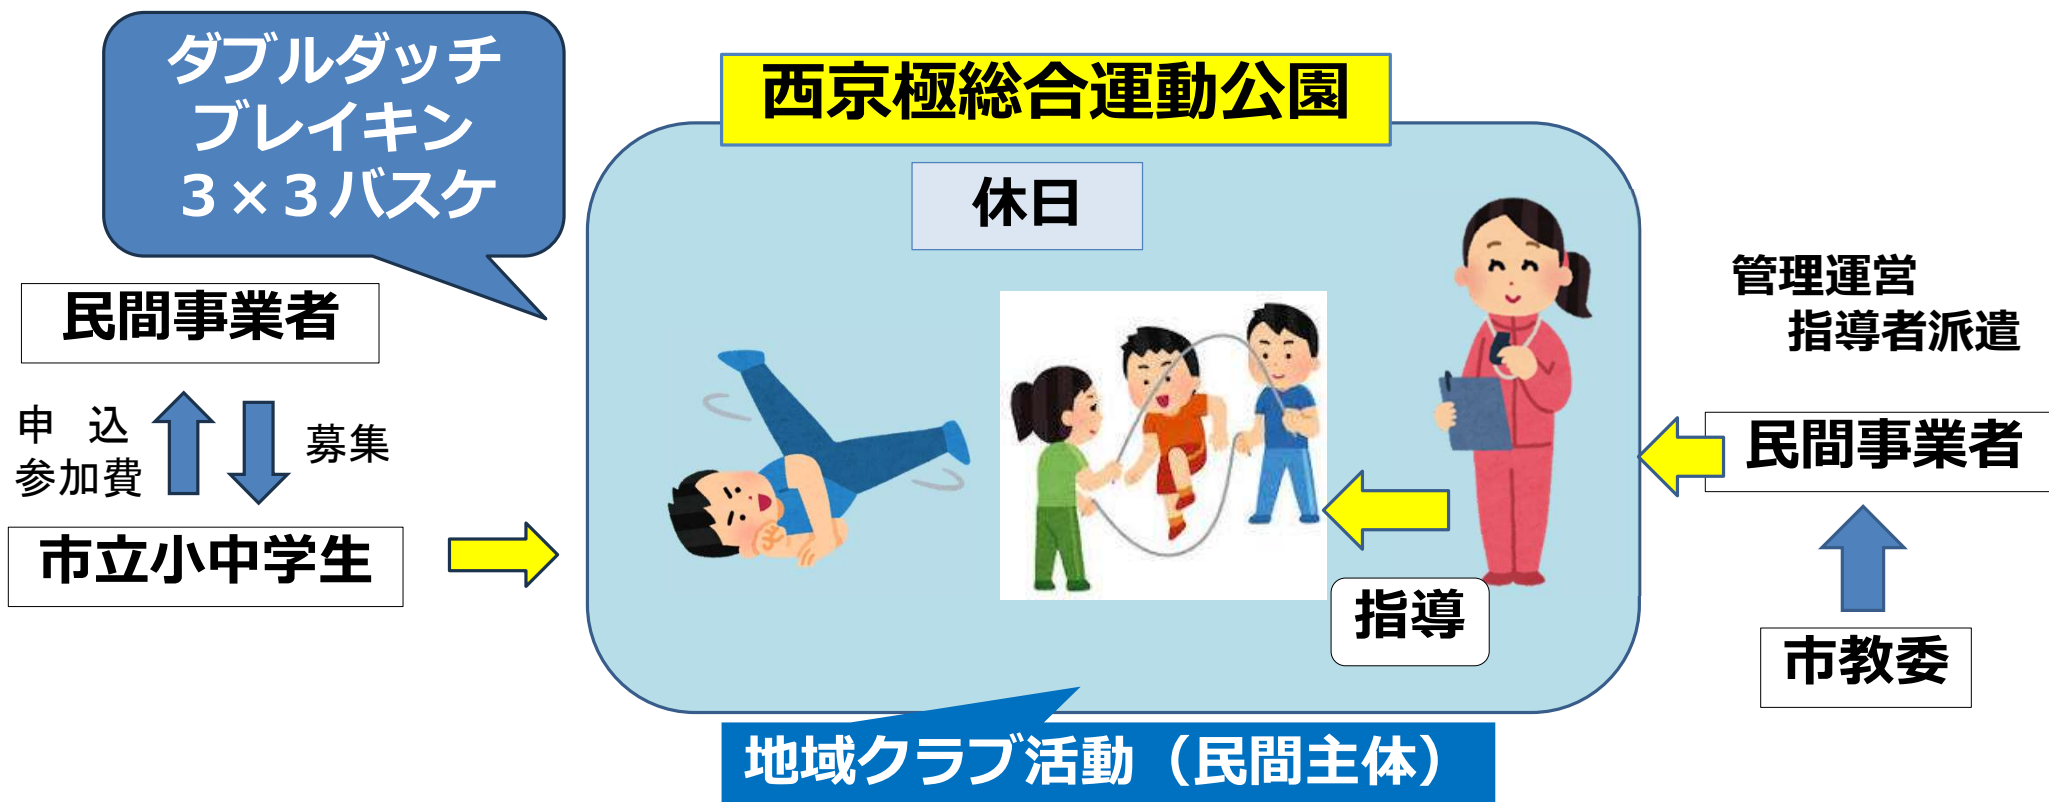 ダブルダッチ
ブレイキン
３×３バスケ
西京極総合運動公園
休日
民間事業者
申　込
参加費
募集
市立小中学生
指導
管理運営
指導者派遣
民間事業者
市教委
地域クラブ活動（民間主体）